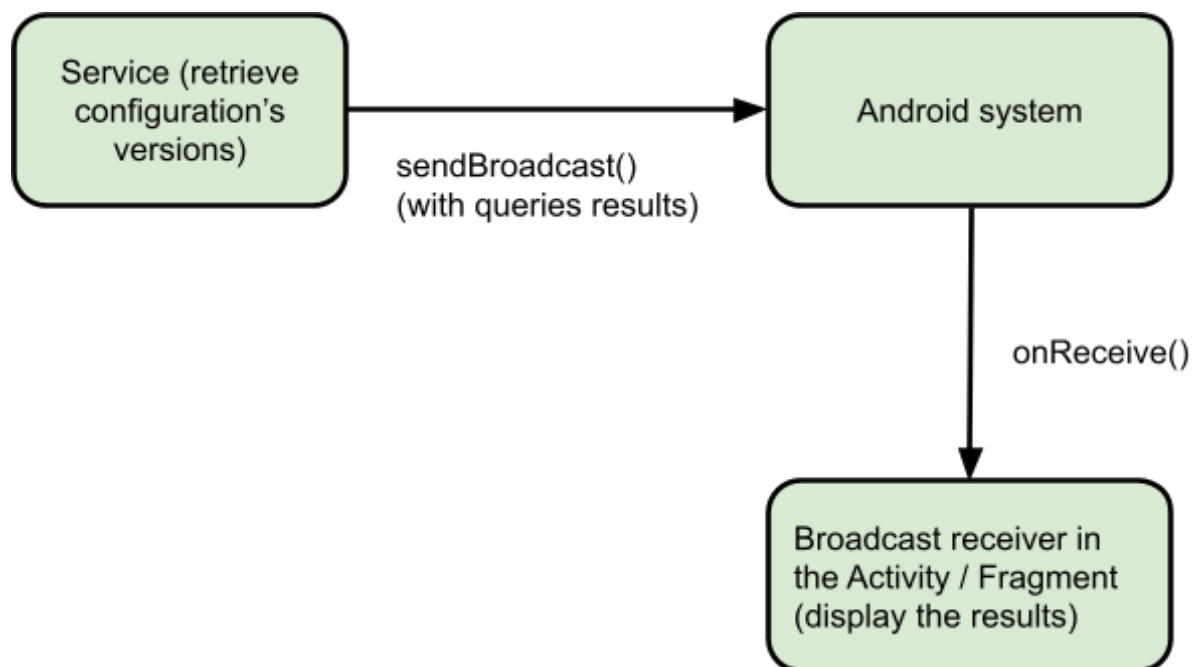 Service (retrieve
configuration’s
versions)
Android system
sendBroadcast()
(with queries results)
onReceive()
Broadcast receiver in
the Activity / Fragment
(display the results)